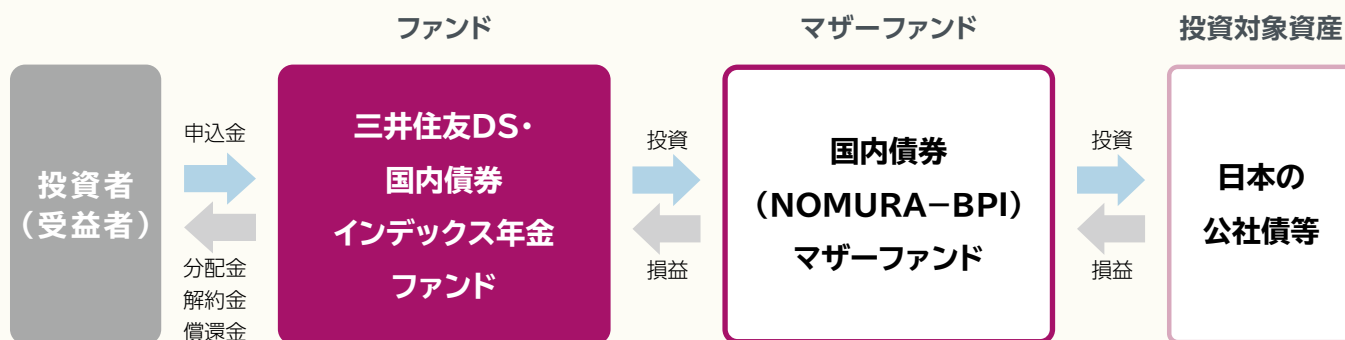 ファンド
マザーファンド
投資対象資産
投資者
（受益者）
申込金
分配金
解約金
償還金
三井住友DS・
国内債券
インデックス年金
ファンド
投資
損益
国内債券
（NOMURA－BPI）
マザーファンド
投資
損益
日本の
公社債等